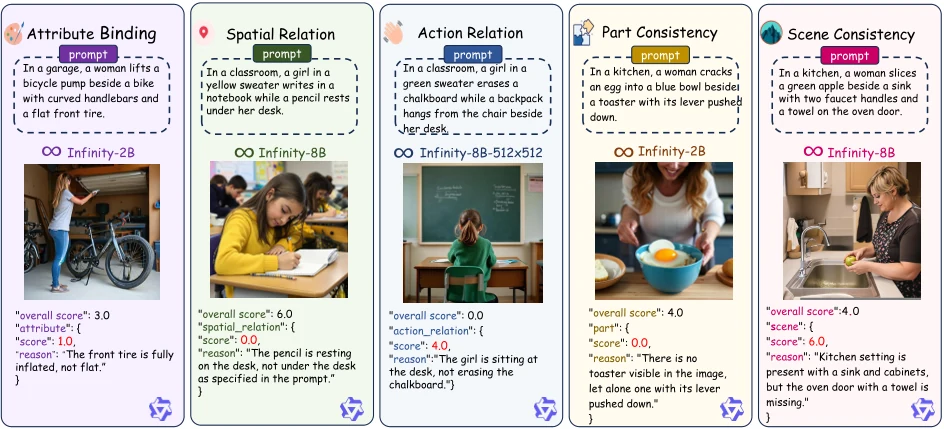 Attribute Binding
prompt
In a garage, a woman lifts a
bicycle pump beside a bike
with curved handlebars and
a flat front tire.
Infinity-2B
"overall score": 3.0
"attribute": {
"score": 1.0,
"reason": "The front tire is fully
inflated, not flat."
}
Spatial Relation
prompt
In a classroom, a girl in a
yellow sweater writes in a
notebook while a pencil rests
under her desk.
Infinity-8B
"overall score": 6.0
"spatial_relation": {
"score": 0.0,
"reason": "The pencil is resting
on the desk, not under the desk
as specified in the prompt."
}
Action Relation
prompt
In a classroom, a girl in a
green sweater erases a
chalkboard while a backpack
hangs from the chair beside
her desk.
Infinity-8B-512x512
"overall score": 0.0
"action_relation": {
"score": 4.0,
"reason":"The girl is sitting at
the desk, not erasing the
chalkboard."}
Part Consistency
prompt
In a kitchen, a woman cracks
an egg into a blue bowl beside
a toaster with its lever pushed
down.
Infinity-2B
"overall score": 4.0
"part": {
"score": 0.0,
"reason": "There is no
toaster visible in the image,
let alone one with its lever
pushed down."
}
Scene Consistency
prompt
In a kitchen, a woman slices
a green apple beside a sink
with two faucet handles and
a towel on the oven door.
Infinity-8B
"overall score":4.0
"scene": {
"score": 6.0,
"reason": "Kitchen setting is
present with a sink and cabinets,
but the oven door with a towel is
missing."
}